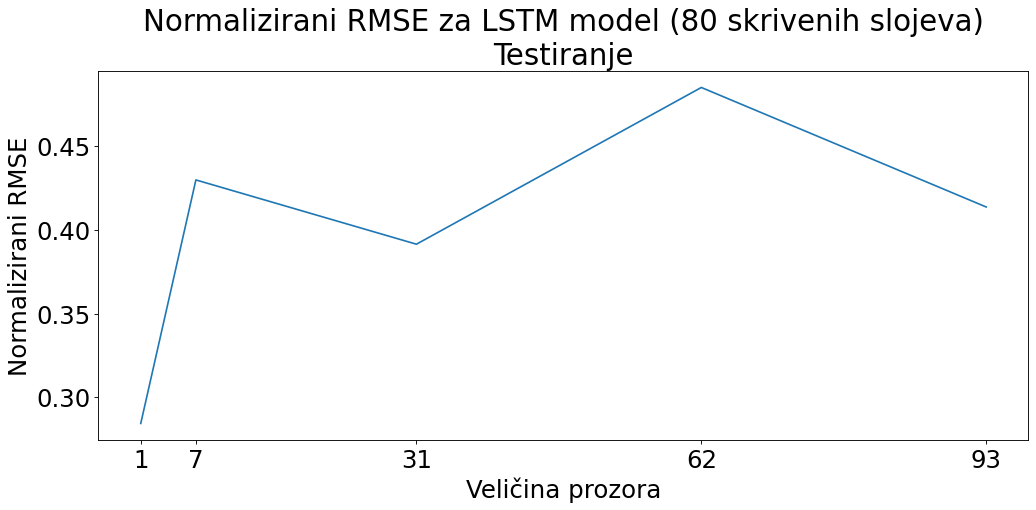 Normalizirani RMSE za LSTM model (80 skrivenih slojeva)
Testiranje
Normalizirani RMSE
0.45
0.40
0.35
0.30
1 7 31 62 93
Veličina prozora